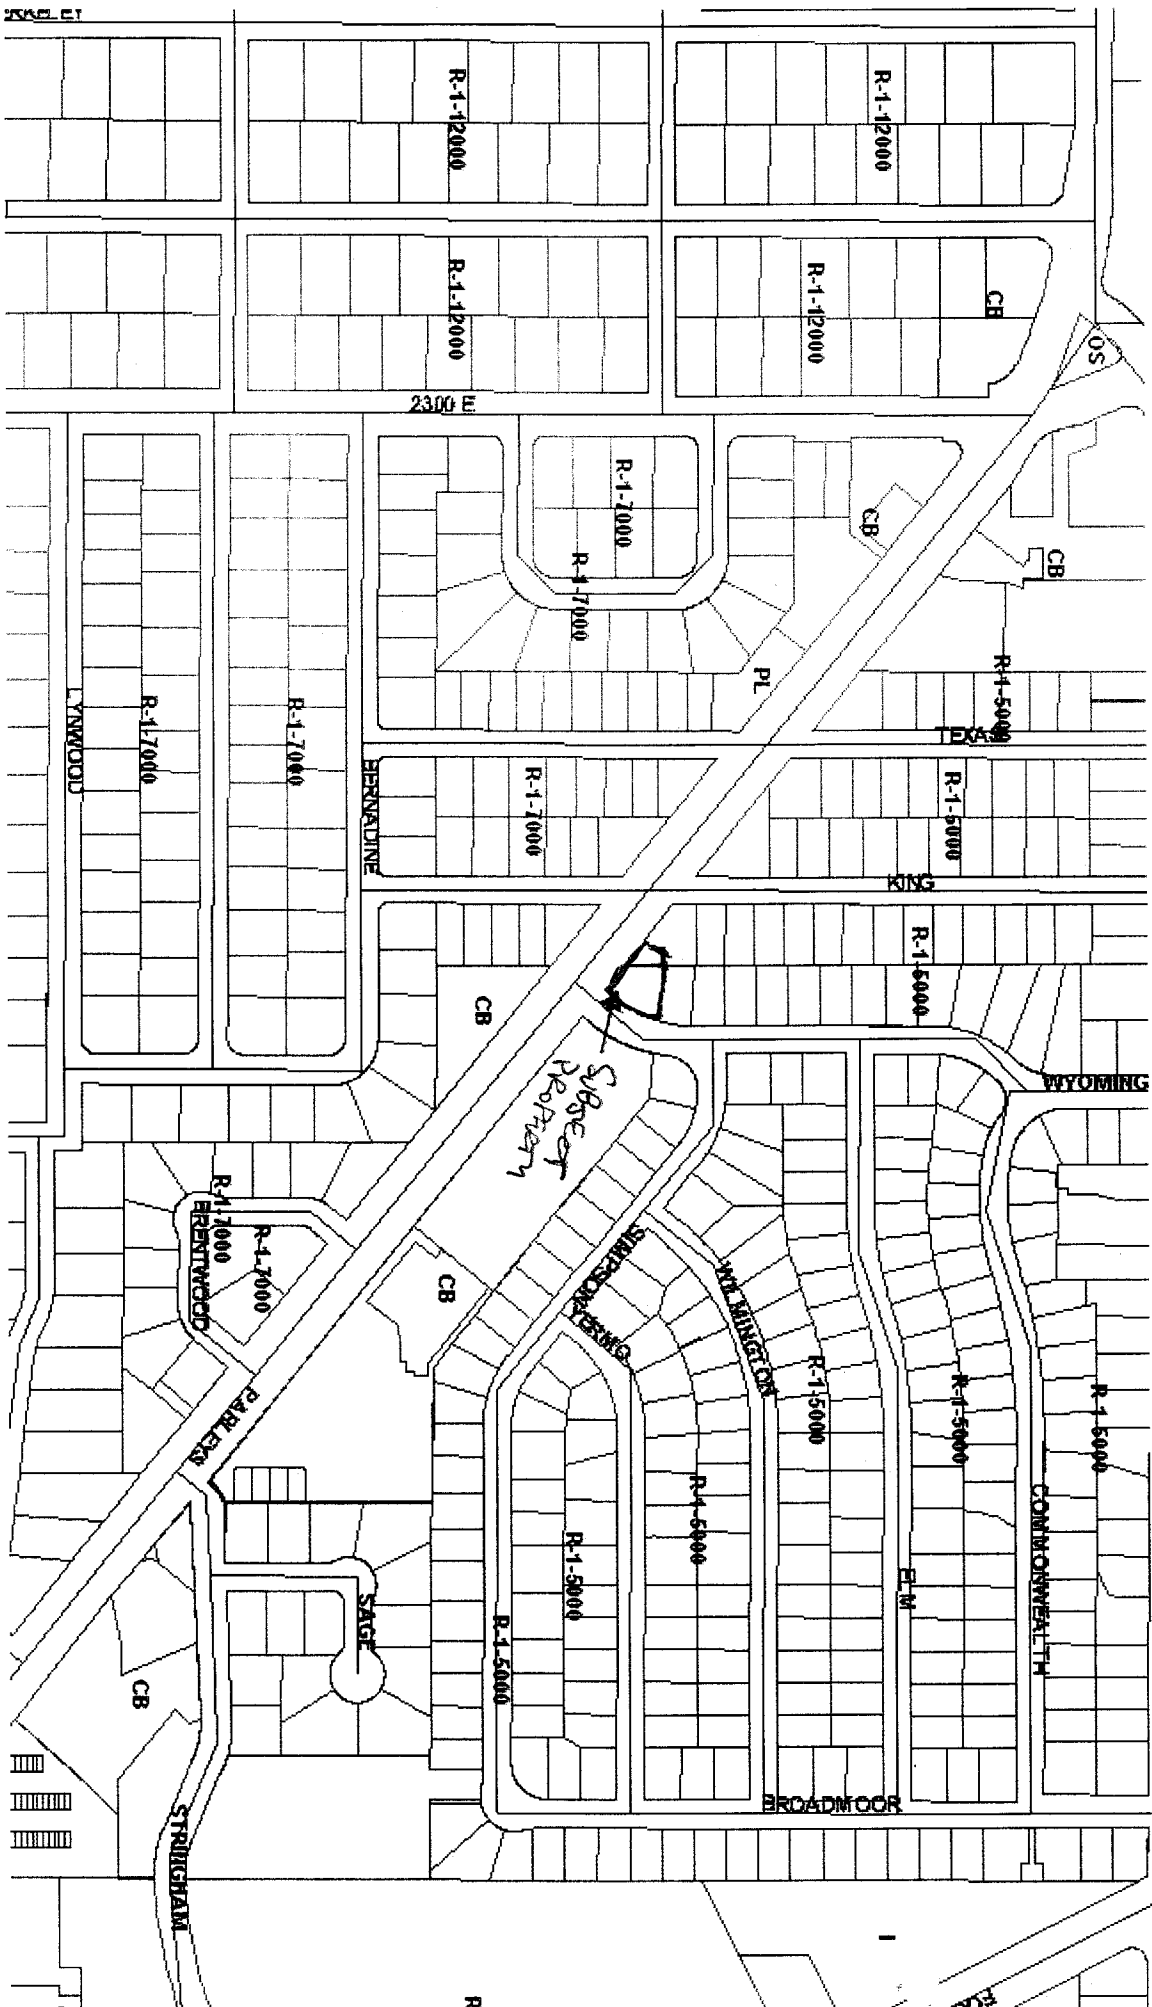 R-1-12000
R-1-12000
R-1-12000
R-1-12000
CB
OS
2300 E
R-1-7000
CB
CB
R-1-7000
PL
R-1-5000
TEXAS
LYNWOOD
R-1-7000
R-1-7000
BERNADINE
R-1-7000
R-1-5000
KING
R-1-5000
CB
SUBJECT
PROPERTY
WYOMING
R-1-7000
BRENTWOOD
R-1-7000
CB
SIMPSON
YERMO
WILMINGTON
R-1-5000
R-1-5000
R-1-5000
PARLEYS
R-1-5000
COMMONWEALTH
R-1-5000
ELM
SAGE
R-1-5000
CB
STRINGHAM
BROADMOOR
I